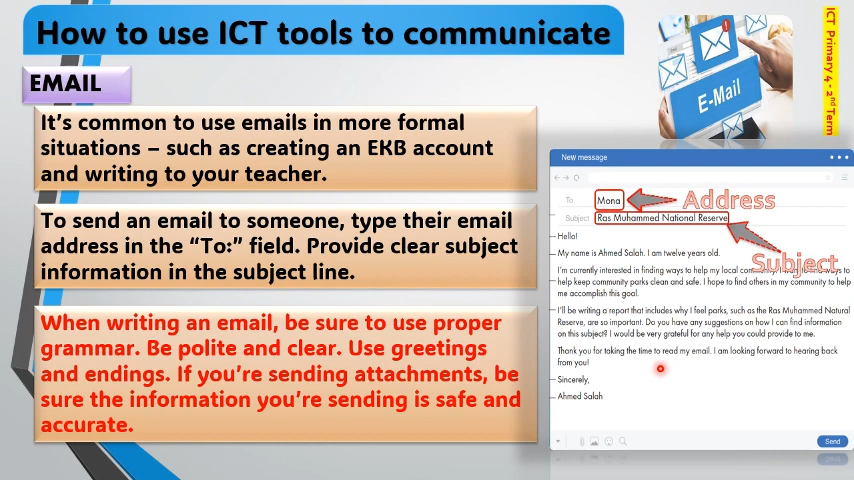 How to use ICT tools to communicate
ICT Primary 4 - 2nd Term
EMAIL
E-Mail
It's common to use emails in more formal
situations – such as creating an EKB account
and writing to your teacher.
To send an email to someone, type their email
address in the "To:" field. Provide clear subject
information in the subject line.
When writing an email, be sure to use proper
grammar. Be polite and clear. Use greetings
and endings. If you're sending attachments, be
sure the information you're sending is safe and
accurate.
New message
To Mona
Address
Subject Ras Muhammed National Reserve
Subject
Hello!
My name is Ahmed Salah. I am twelve years old.
I'm currently interested in finding ways to help my local to
help keep community parks clean and safe. I hope to find others in my community to help
me accomplish this goal.
I'll be writing a report that includes why I feel parks, such as the Ras Muhammed Natural
Reserve, are so important. Do you have any suggestions on how I can find information
on this subject? I would be very grateful for any help you could provide to me.
Thank you for taking the time to read my email. I am looking forward to hearing back
from you!
Sincerely,
Ahmed Salah
Send